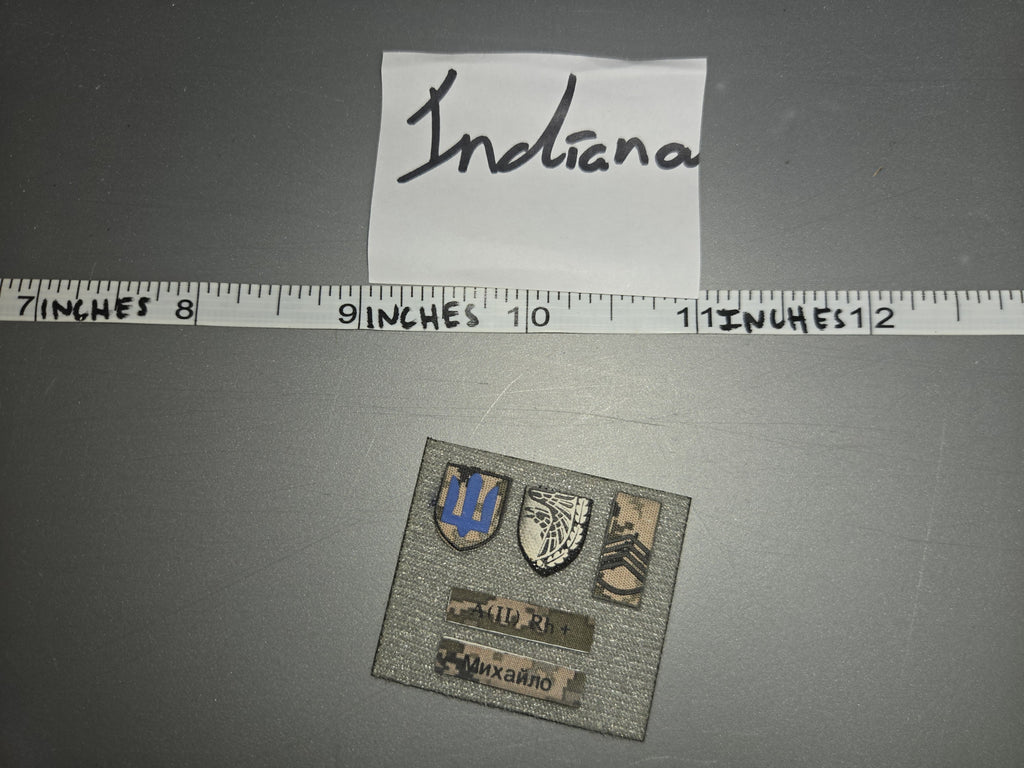 Indiana
7 INCHES 8 9 INCHES 10 11 INCHES 12
A(II) Rh+
Михайло